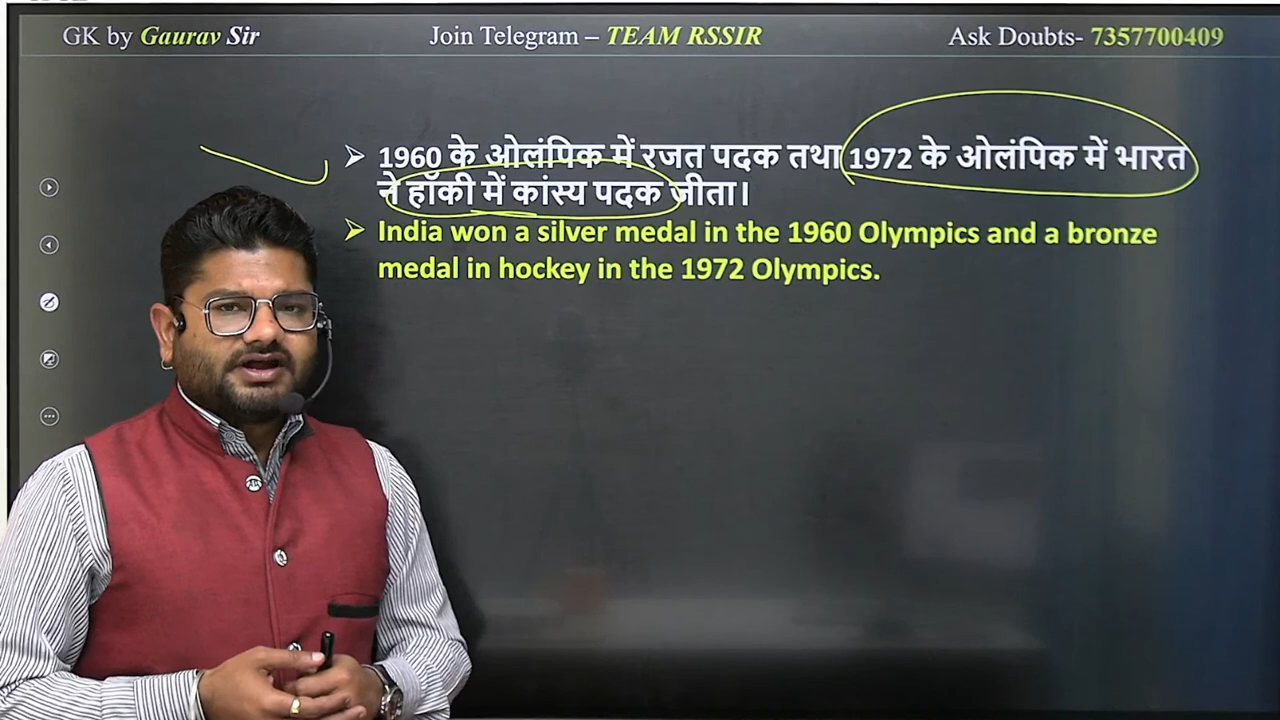 GK by Gaurav Sir
Join Telegram – TEAM RSSIR
Ask Doubts- 7357700409
➢ 1960 के ओलंपिक में रजत पदक तथा 1972 के ओलंपिक में भारत
ने हॉकी में कांस्य पदक जीता।
➢ India won a silver medal in the 1960 Olympics and a bronze
medal in hockey in the 1972 Olympics.